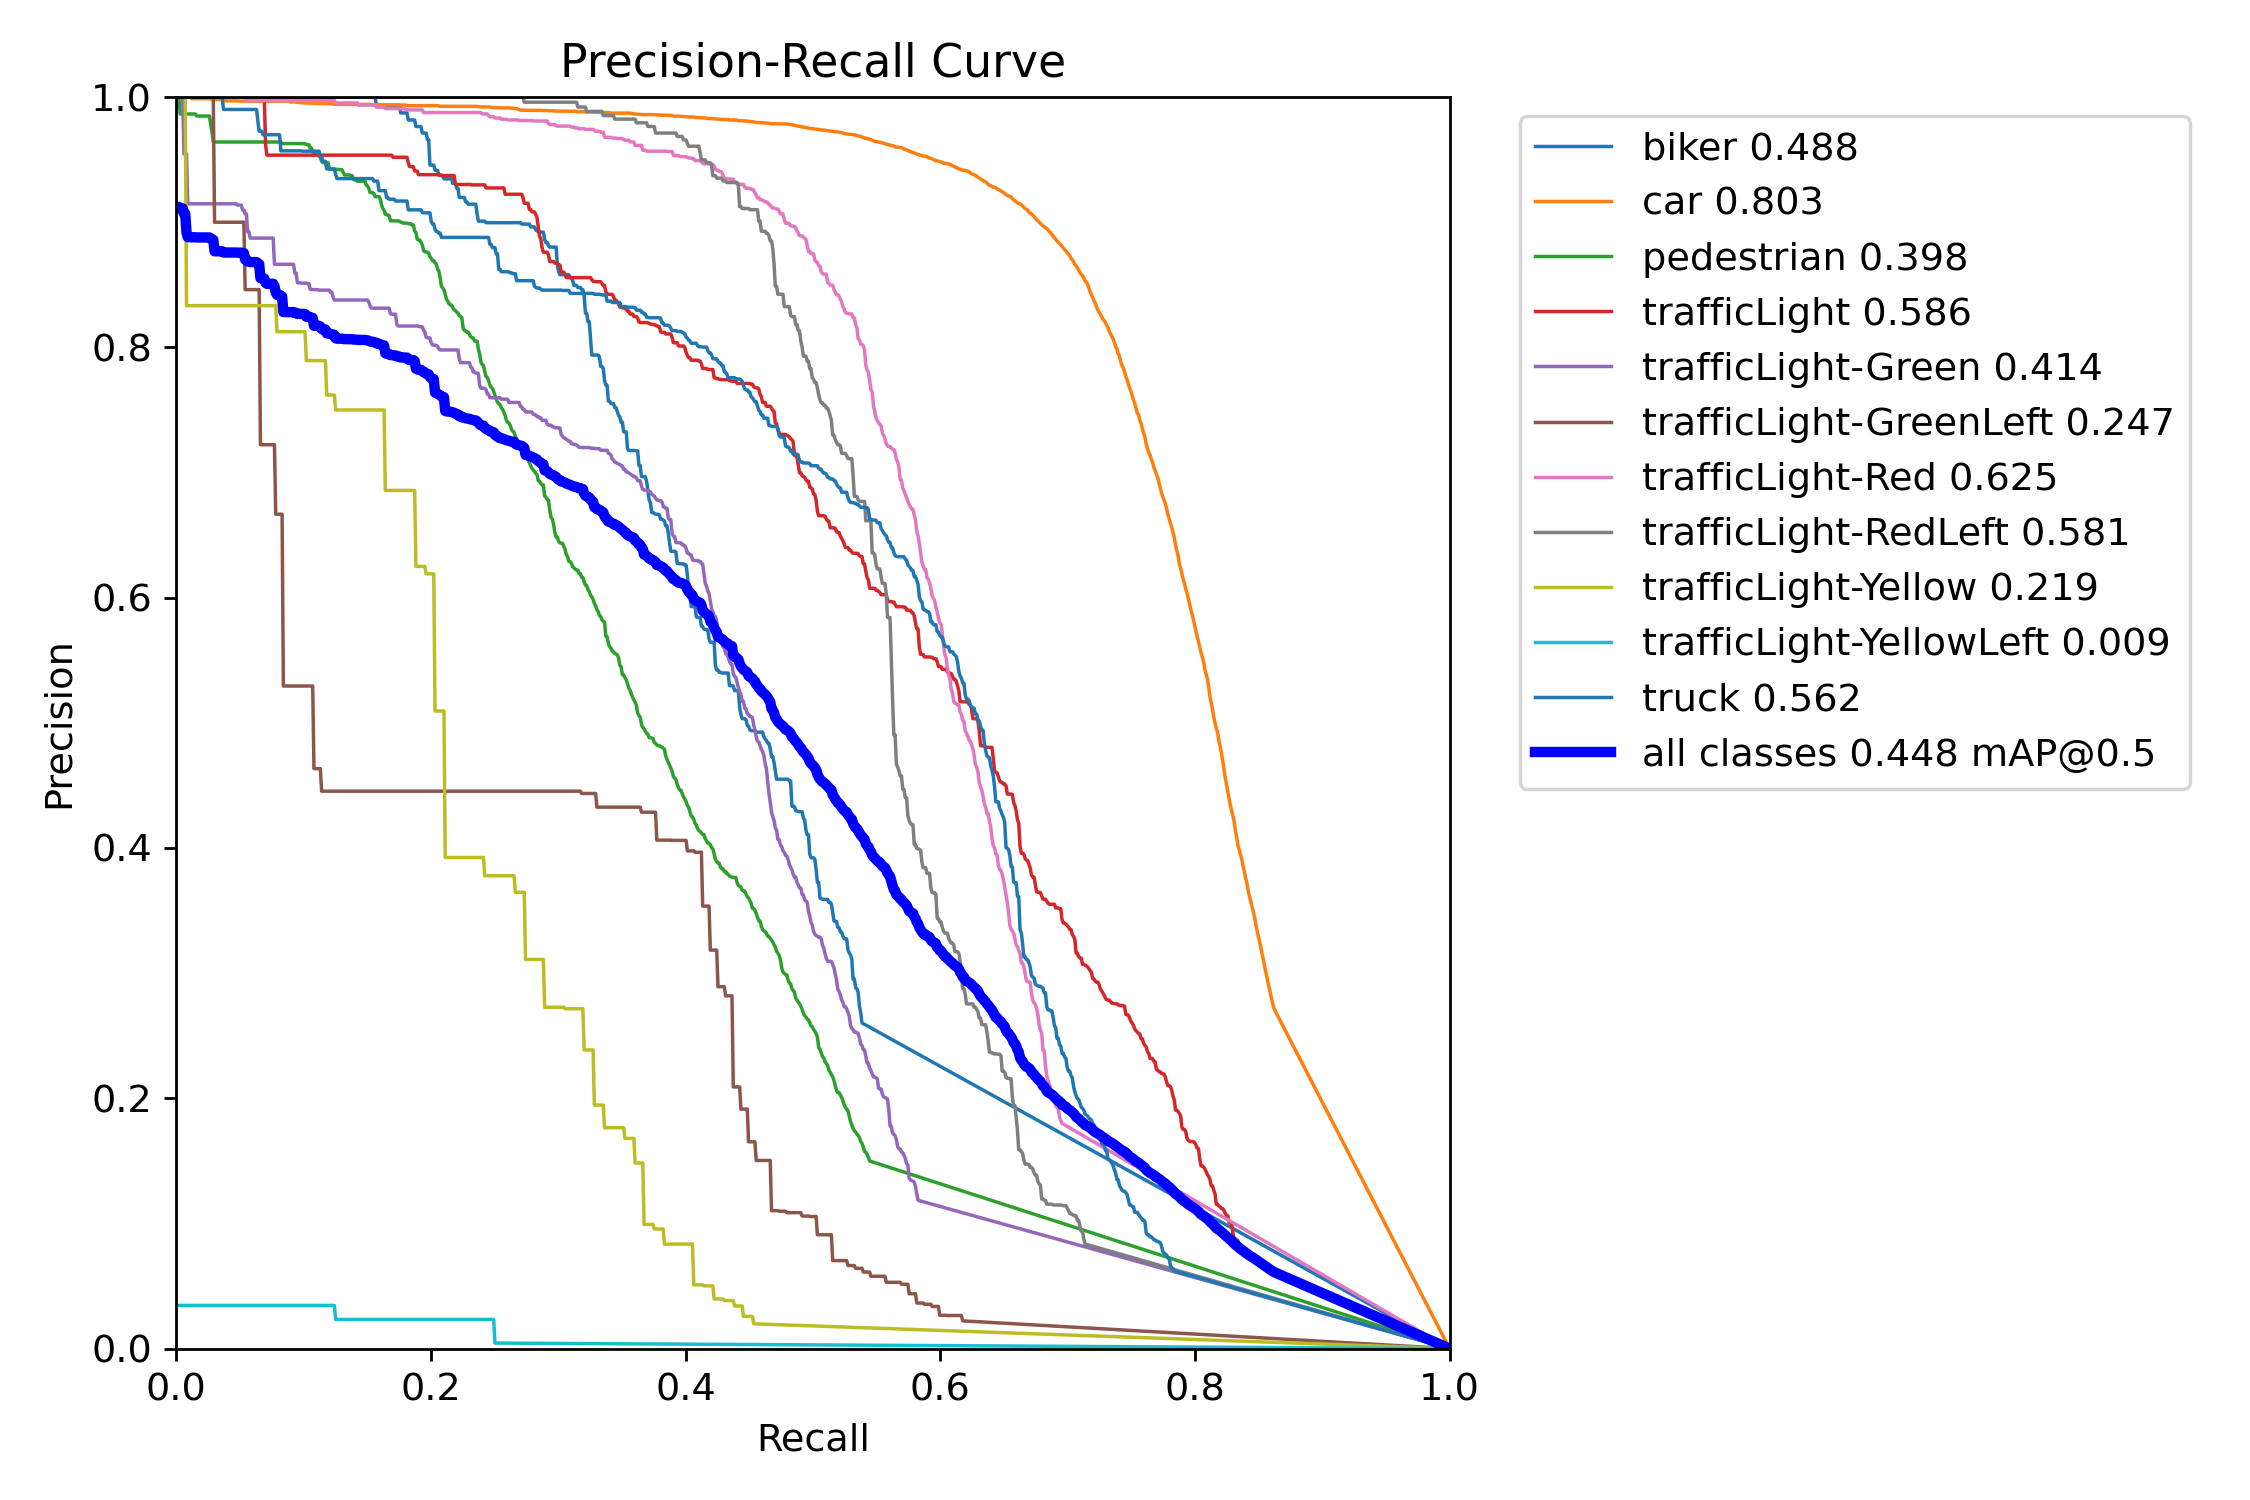 Precision-Recall Curve
1.0
0.8
0.6
0.4
0.2
0.0
Precision
0.0 0.2 0.4 0.6 0.8 1.0
Recall
biker 0.488
car 0.803
pedestrian 0.398
trafficLight 0.586
trafficLight-Green 0.414
trafficLight-GreenLeft 0.247
trafficLight-Red 0.625
trafficLight-RedLeft 0.581
trafficLight-Yellow 0.219
trafficLight-YellowLeft 0.009
truck 0.562
all classes 0.448 mAP@0.5